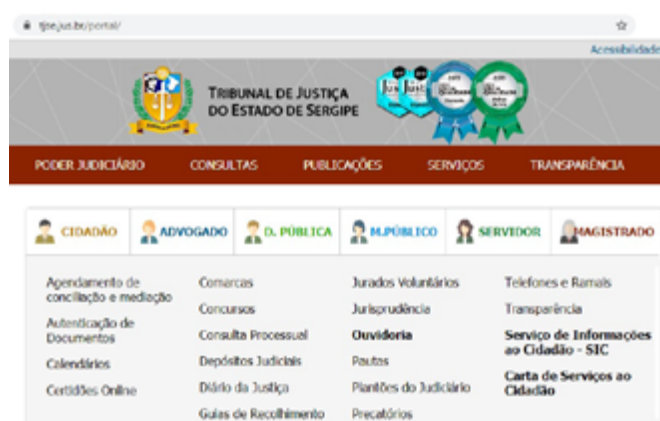 tjse.jus.br/portal/
Acessibilidade
TRIBUNAL DE JUSTIÇA
DO ESTADO DE SERGIPE
PODER JUDICIÁRIO CONSULTAS PUBLICAÇÕES SERVIÇOS TRANSPARÊNCIA
CIDADÃO ADVOGADO D. PÚBLICA M.PÚBLICO SERVIDOR MAGISTRADO
Agendamento de
conciliação e mediação
Autenticação de
Documentos
Calendários
Certidões Online
Comarcas
Concursos
Consulta Processual
Depósitos Judiciais
Diário da Justiça
Guias de Recolhimento
Jurados Voluntários
Jurisprudência
Ouvidoria
Pautas
Plantões do Judiciário
Precatórios
Telefones e Ramais
Transparência
Serviço de Informações
ao Cidadão - SIC
Carta de Serviços ao
Cidadão